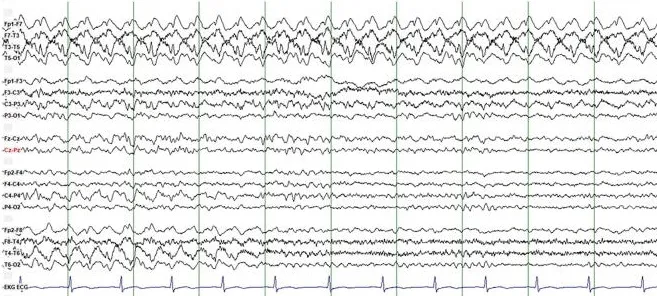 Fp1-F7
F7-T3
T3-T5
T5-O1
Fp1-F3
F3-C3
C3-P3
P3-O1
Fz-Cz
Cz-Pz
Fp2-F4
F4-C4
C4-P4
P4-O2
Fp2-F8
F8-T4
T4-T6
T6-O2
EKG ECG